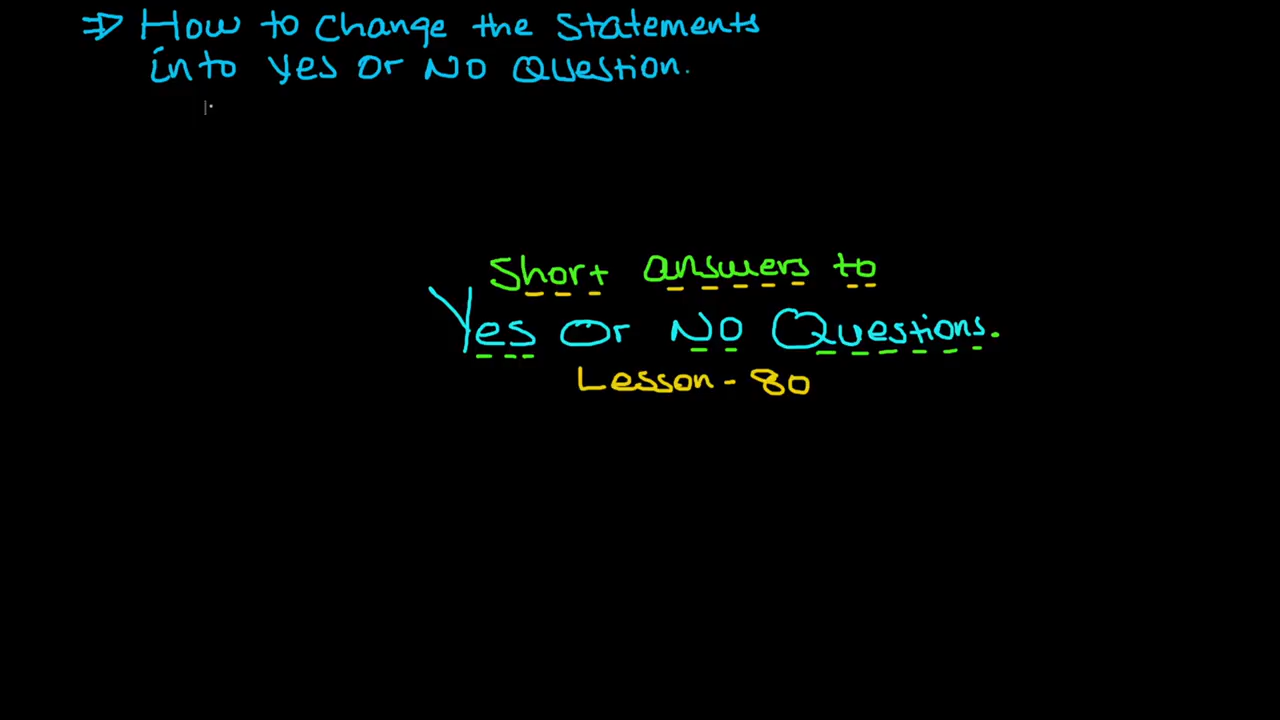 ⇒ How to change the Statements
into Yes Or No Question.
Short answers to
Yes Or No Questions.
Lesson - 80